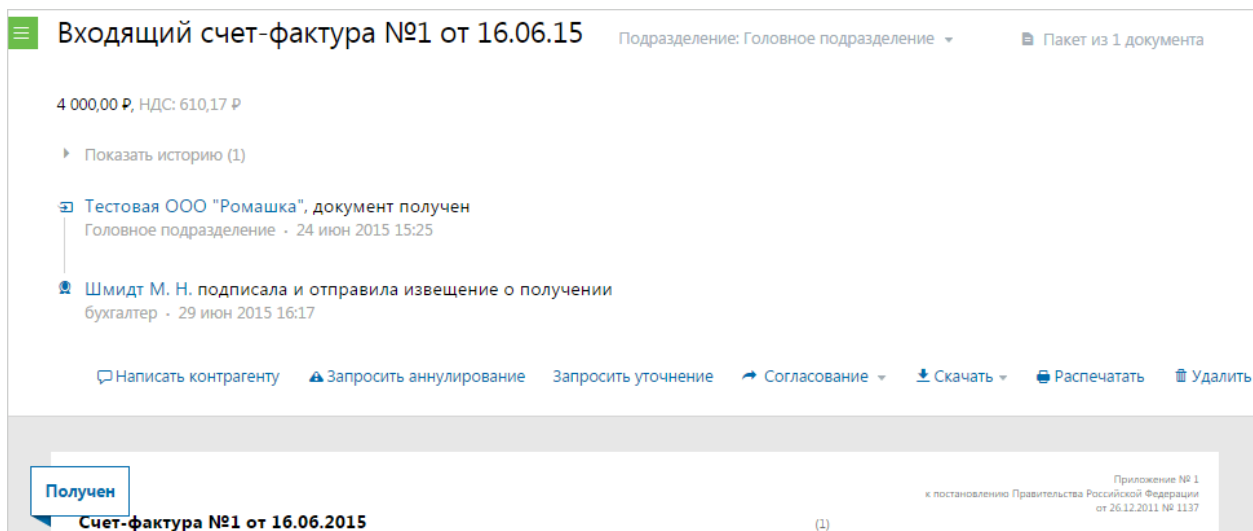 Входящий счет-фактура №1 от 16.06.15 Подразделение: Головное подразделение Пакет из 1 документа
4 000,00 ₽, НДС: 610,17 ₽
Показать историю (1)
Тестовая ООО "Ромашка", документ получен
Головное подразделение · 24 июн 2015 15:25
Шмидт М. Н. подписала и отправила извещение о получении
бухгалтер · 29 июн 2015 16:17
Написать контрагенту Запросить аннулирование Запросить уточнение Согласование Скачать Распечатать Удалить
Получен
Приложение № 1
к постановлению Правительства Российской Федерации
от 26.12.2011 № 1137
Счет-фактура №1 от 16.06.2015 (1)